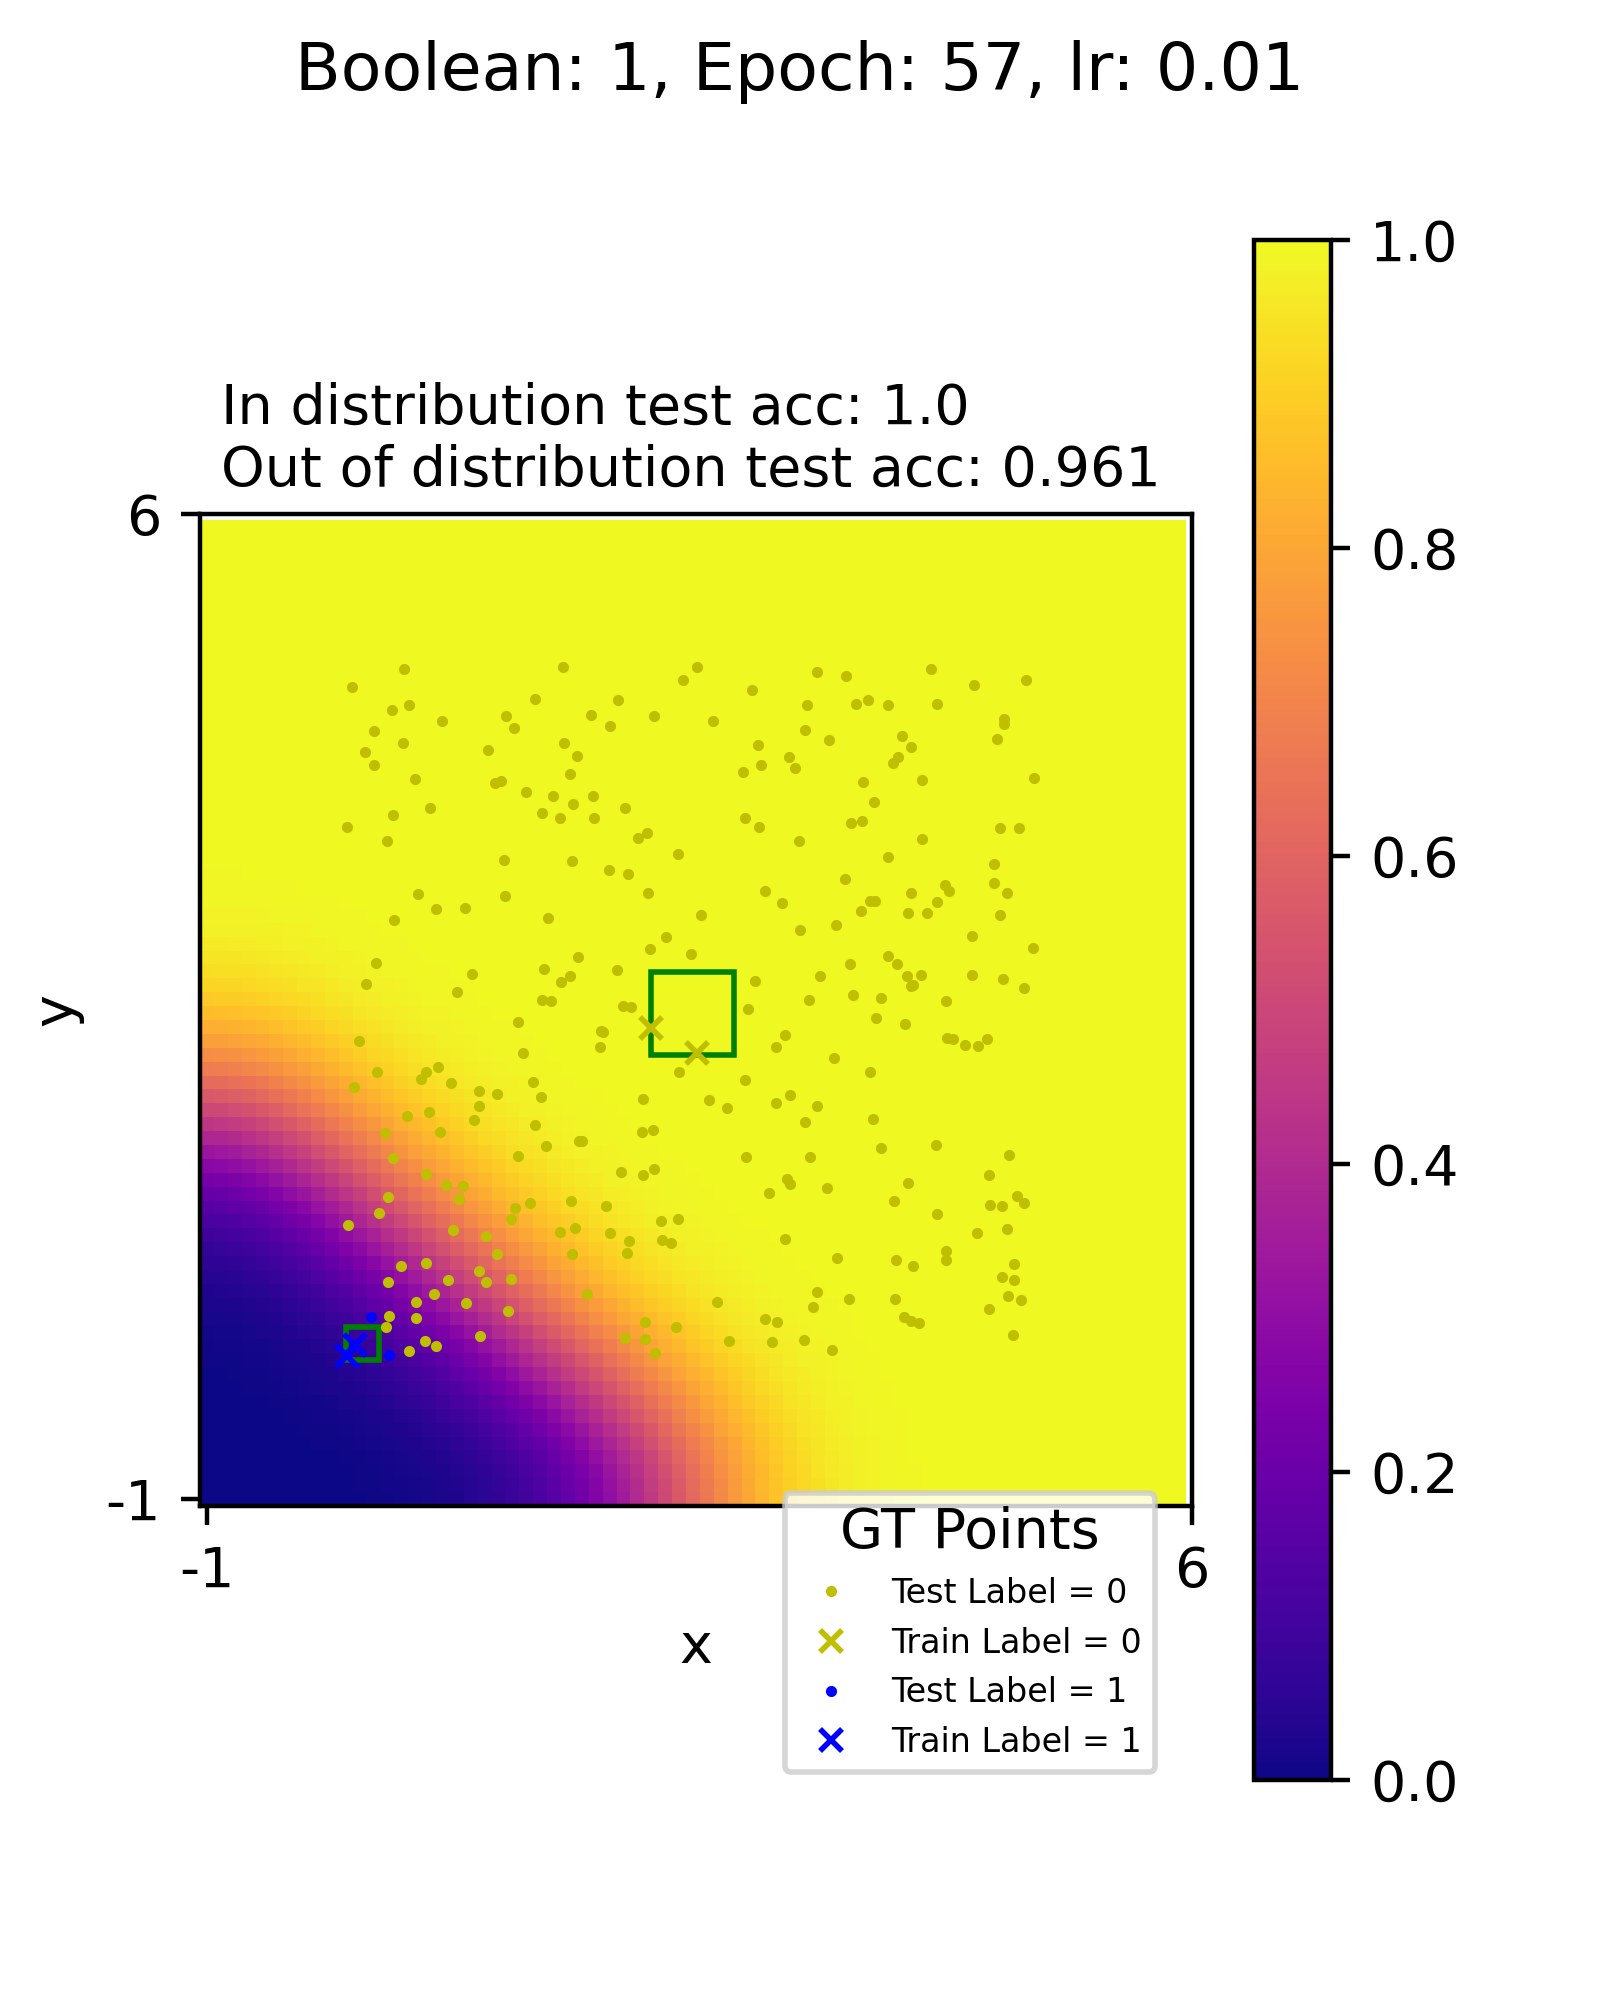 Boolean: 1, Epoch: 57, lr: 0.01
In distribution test acc: 1.0
Out of distribution test acc: 0.961
1.0
0.8
0.6
0.4
0.2
0.0
6
y
-1
-1
6
x
GT Points
Test Label = 0
Train Label = 0
Test Label = 1
Train Label = 1